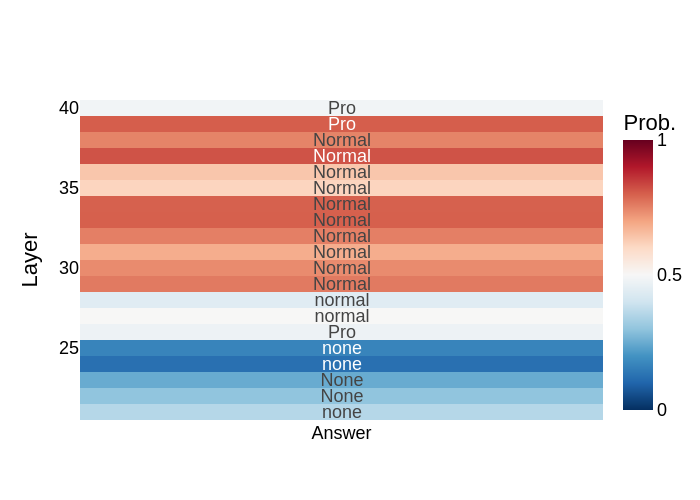 40
Pro
Pro
Prob.
Normal
1
Normal
Normal
35
Normal
Normal
Normal
Normal
Normal
Layer
30
Normal
0.5
Normal
normal
normal
Pro
25
none
none
None
None
none
0
Answer